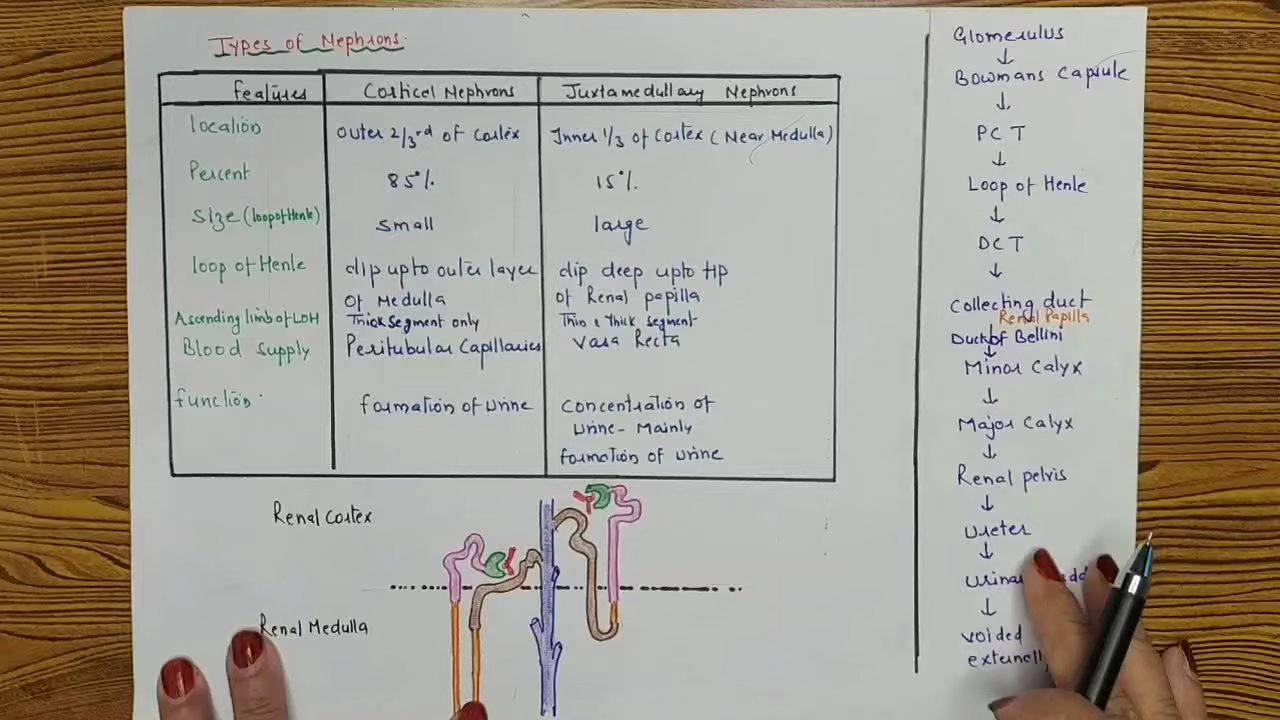 Types of Nephrons.
features Cortical Nephrons Juxtamedullary Nephrons
location Outer 2/3rd of Cortex Inner 1/3 of Cortex (Near Medulla)
Percent 85% 15%
Size (loop of Henle) small large
loop of Henle dip upto outer layer dip deep upto tip
of Medulla of Renal papilla
Ascending limb of LOH Thick segment only Thin & thick segment
Blood supply Peritubular Capillaries Vasa Recta
function formation of urine Concentration of
urine - Mainly
formation of urine
Renal Cortex
Renal Medulla
Glomerulus
↓
Bowmans Capsule
↓
PCT
↓
Loop of Henle
↓
DCT
↓
Collecting duct
Renal Papilla
Duct of Bellini
↓
Minor Calyx
↓
Major Calyx
↓
Renal pelvis
↓
Ureter
↓
↓
voided